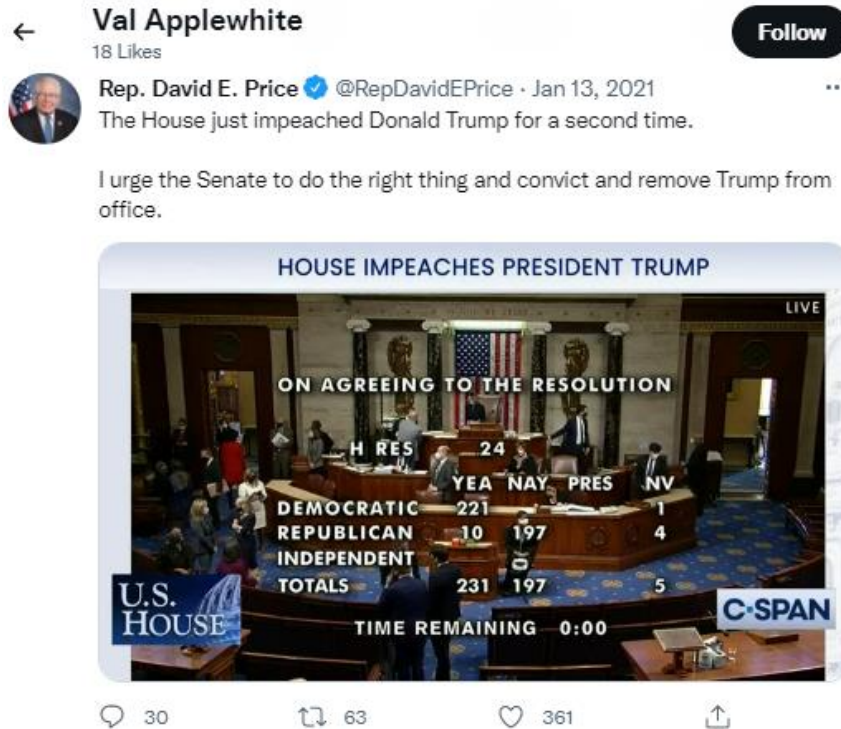 Val Applewhite
18 Likes
Follow
Rep. David E. Price @RepDavidEPrice · Jan 13, 2021
The House just impeached Donald Trump for a second time.
I urge the Senate to do the right thing and convict and remove Trump from
office.
HOUSE IMPEACHES PRESIDENT TRUMP
LIVE
ON AGREEING TO THE RESOLUTION
H RES 24
YEA NAY PRES NV
DEMOCRATIC 221 1
REPUBLICAN 10 197 4
INDEPENDENT
TOTALS 231 197 5
TIME REMAINING 0:00
U.S.
HOUSE
C-SPAN
30 63 361